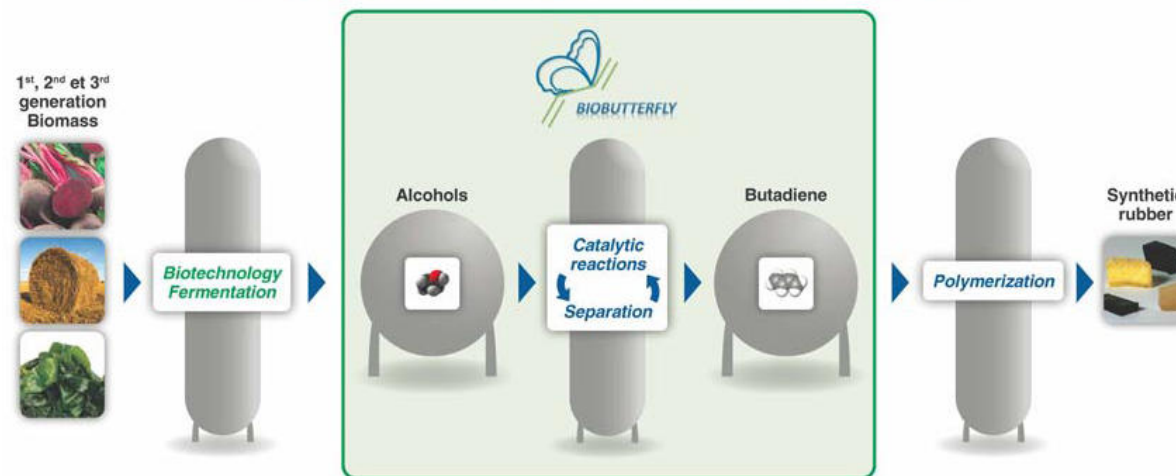 1st, 2nd et 3rd
generation
Biomass
Biotechnology
Fermentation
BIOBUTTERFLY
Alcohols
Catalytic
reactions
Separation
Butadiene
Polymerization
Synthetic
rubber